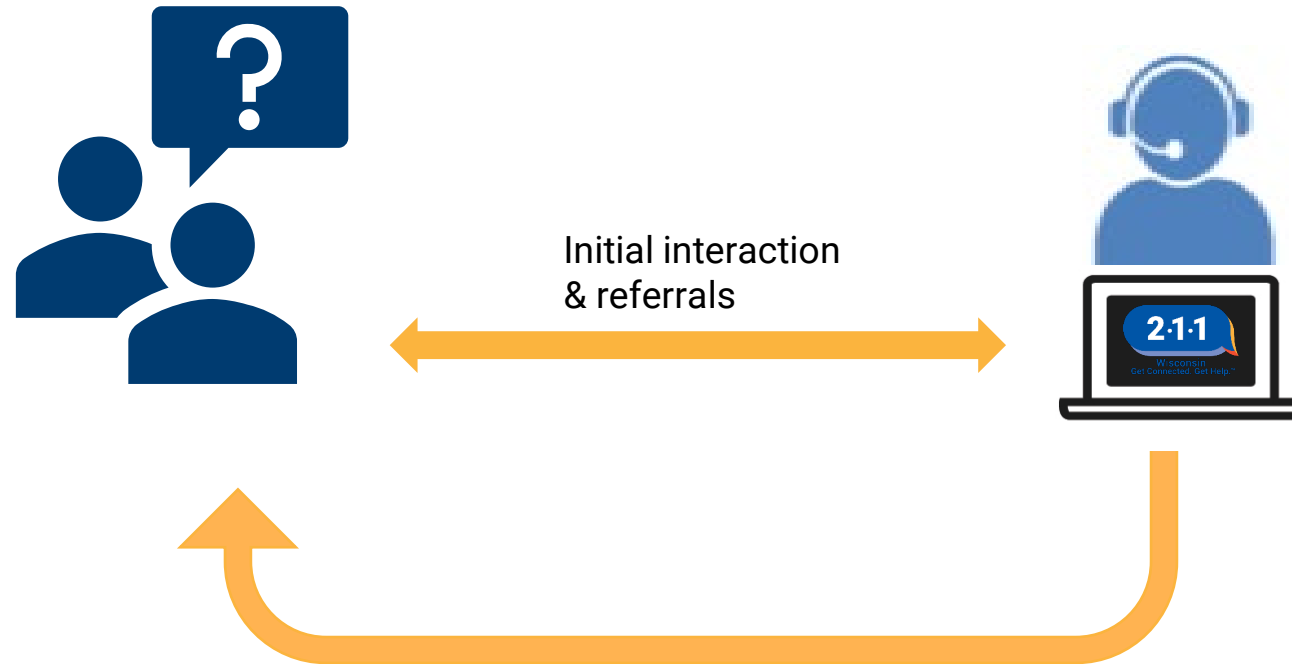 ?
Initial interaction
& referrals
2·1·1
Wisconsin
Get Connected. Get Help.™